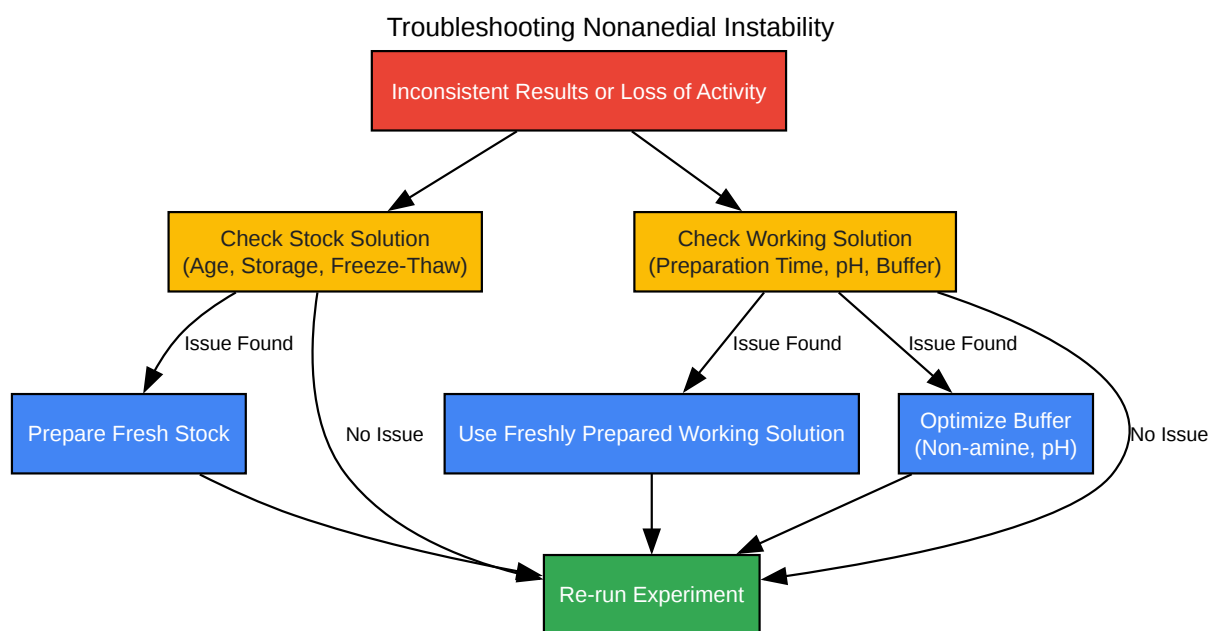 Troubleshooting Nonanedial Instability
Inconsistent Results or Loss of Activity
Check Stock Solution
(Age, Storage, Freeze-Thaw)
Check Working Solution
(Preparation Time, pH, Buffer)
Issue Found
Issue Found
Issue Found
Prepare Fresh Stock
No Issue
Use Freshly Prepared Working Solution
Optimize Buffer
(Non-amine, pH)
No Issue
Re-run Experiment